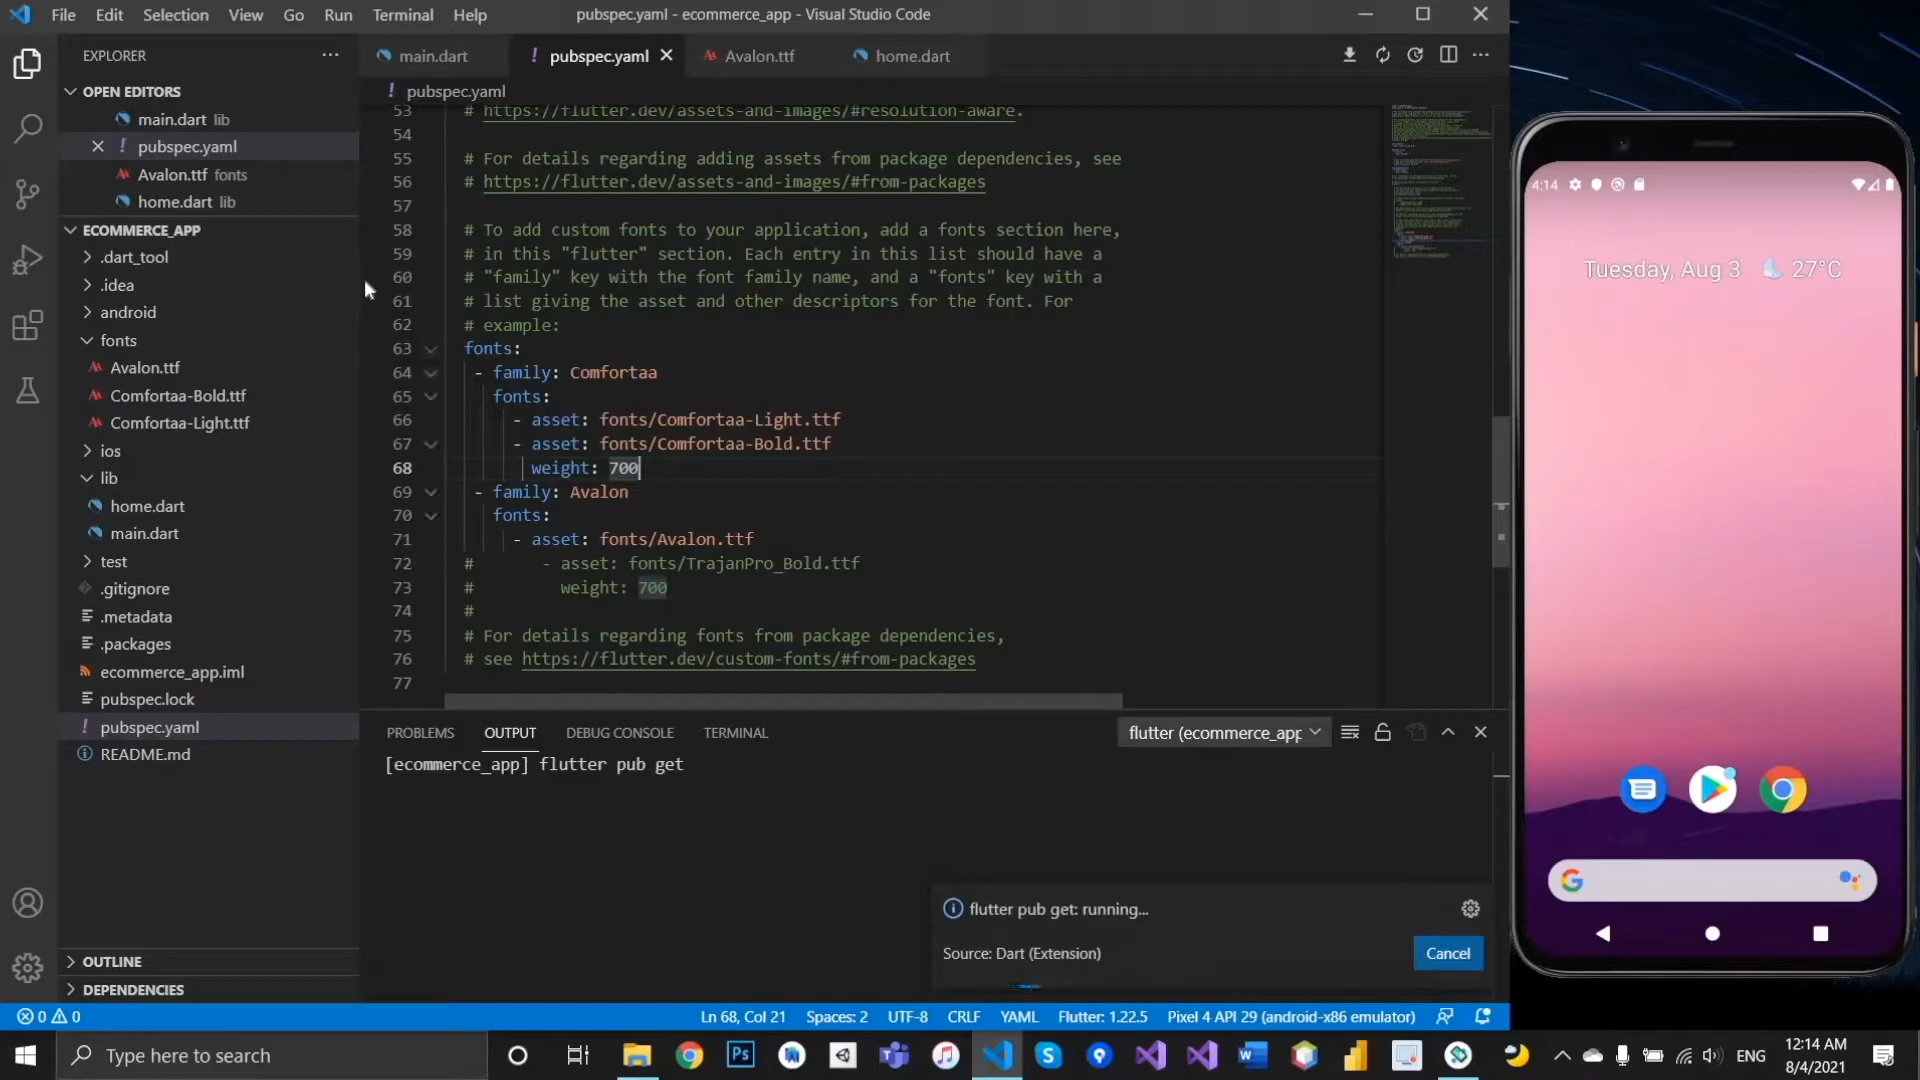 File Edit Selection View Go Run Terminal Help
pubspec.yaml - ecommerce_app - Visual Studio Code
EXPLORER
main.dart
! pubspec.yaml
Avalon.ttf
home.dart
OPEN EDITORS
main.dart lib
! pubspec.yaml
Avalon.ttf fonts
home.dart lib
ECOMMERCE_APP
.dart_tool
.idea
android
fonts
Avalon.ttf
Comfortaa-Bold.ttf
Comfortaa-Light.ttf
ios
lib
home.dart
main.dart
test
.gitignore
.metadata
.packages
ecommerce_app.iml
pubspec.lock
! pubspec.yaml
README.md
OUTLINE
DEPENDENCIES
! pubspec.yaml
53 # https://flutter.dev/assets-and-images/#resolution-aware.
54
55 # For details regarding adding assets from package dependencies, see
56 # https://flutter.dev/assets-and-images/#from-packages
57
58 # To add custom fonts to your application, add a fonts section here,
59 # in this "flutter" section. Each entry in this list should have a
60 # "family" key with the font family name, and a "fonts" key with a
61 # list giving the asset and other descriptors for the font. For
62 # example:
63 fonts:
64 - family: Comfortaa
65 fonts:
66 - asset: fonts/Comfortaa-Light.ttf
67 - asset: fonts/Comfortaa-Bold.ttf
68 weight: 700
69 - family: Avalon
70 fonts:
71 - asset: fonts/Avalon.ttf
72 # - asset: fonts/TrajanPro_Bold.ttf
73 # weight: 700
74 #
75 # For details regarding fonts from package dependencies,
76 # see https://flutter.dev/custom-fonts/#from-packages
77
PROBLEMS OUTPUT DEBUG CONSOLE TERMINAL
flutter (ecommerce_app
[ecommerce_app] flutter pub get
flutter pub get: running...
Source: Dart (Extension)
Cancel
0 0
Ln 68, Col 21 Spaces: 2 UTF-8 CRLF YAML Flutter: 1.22.5 Pixel 4 API 29 (android-x86 emulator)
Type here to search
ENG
12:14 AM
8/4/2021
4:14
Tuesday, Aug 3 27°C